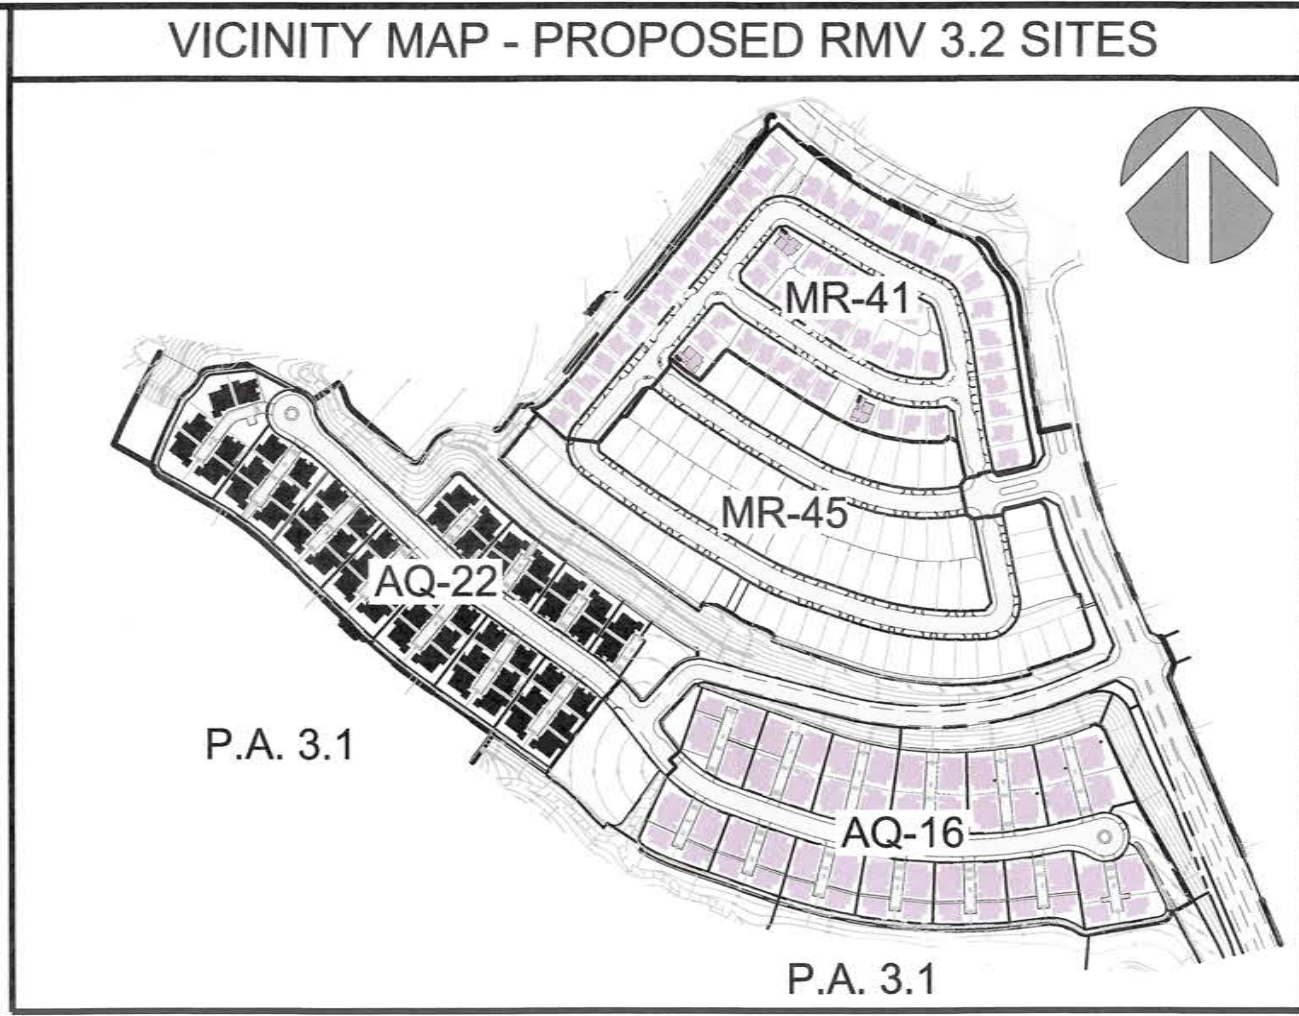 VICINITY MAP - PROPOSED RMV 3.2 SITES
MR-41
MR-45
AQ-22
P.A. 3.1
AQ-16
P.A. 3.1